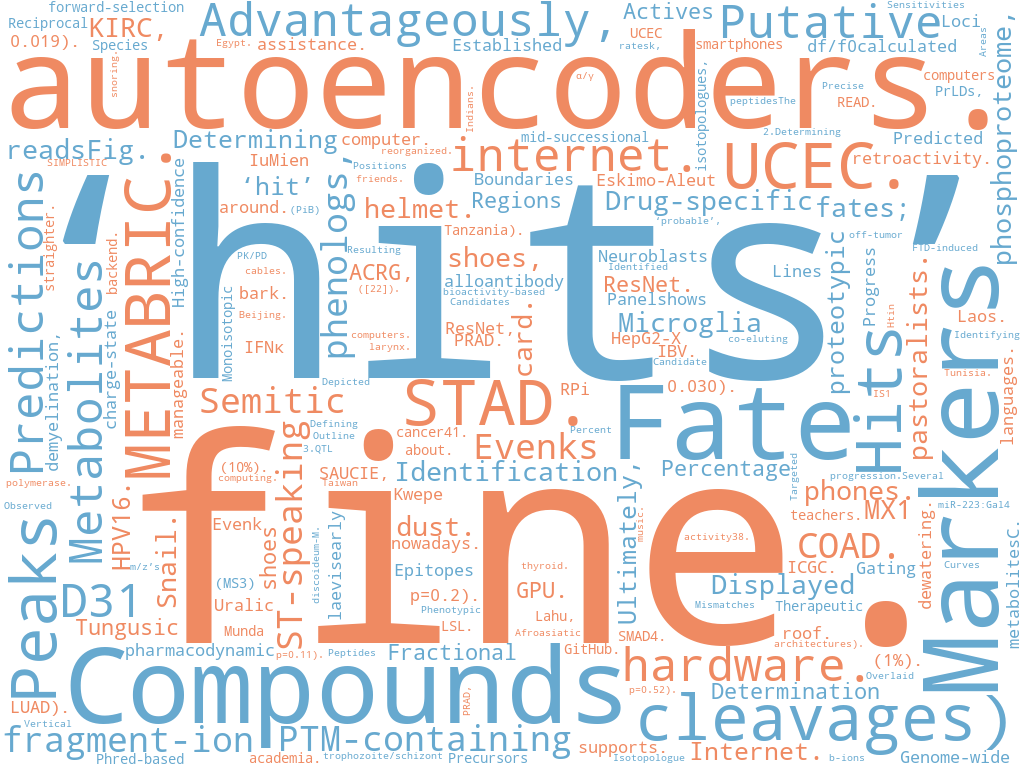 forward-selection
Reciprocal
KIRC,
0.019).
Species
Advantageously,
Egypt.
assistance.
Established
Actives
UCEC
ratesk,
Putative
smartphones
df/f0calculated
Sensitivities
Loci
Areas
snoring.
autoencoders.
a/y
Indians.
computers
PrLDs,
peptidesThe
Precise
READ.
phosphoproteome,
readsFig.
SIMPLISTIC
Determining
computer.
reorganized.
mid-successional
isotopologues,
2.Determining
Predicted
internet.
UCEC.
retroactivity.
IuMien
Positions
friends.
‘hit’
around.
(PiB)
helmet.
Boundaries
Regions
Eskimo-Aleut
Drug-specific
fates;
‘probable’,
Predictions
straighter.
Metabolites
backend.
METABRIC.
High-confidence
phenologs,
‘hits’
Tanzania).
off-tumor
FTD-induced
PK/PD
Resulting
cables.
ACRG,
([22]).
shoes,
alloantibody
bioactivity-based
Candidates
Neuroblasts
Identified
ResNet.
Panelshows
Lines
proteotypic
Progress
pastoralists.
Markers
Laos.
Identifying
bark.
Beijing.
Monoisotopic
IFNκ
computers.
larynx.
ResNet,
PRAD.
card.
Microglia
HepG2-X
IBV.
co-eluting
Candidate
Htin
Hits
Tunisia.
languages.
demyelination,
charge-state
manageable.
Depicted
Semitic
STAD.
RPi
Fate
0.030).
IS1
Defining
Outline
3.QTL
cancer41.
about.
Evenks
Percent
(10%).
computing.
ST-speaking
SAUCIE,
Taiwan
Identification
Percentage
Targeted
progression.Several
polymerase.
Observed
Peaks
HPV16.
m/z’s
Snail.
Evenk
fine.
Kwepe
dust.
nowadays.
Ultimately,
music.
phones.
teachers.
MX1
miR-223:Gal4
activity38.
COAD.
dewatering.
metabolitesC.
shoes
discoideum-M.
laevisearly
D31
(MS3)
Epitopes
thyroid.
ICGC.
Gating
Curves
Uralic
p=0.2).
GPU.
Displayed
Phenotypic
Mismatches
Therapeutic
Tungusic
Munda
LSL.
Lahu,
Afroasiatic
SMAD4.
roof.
architectures).
pharmacodynamic
p=0.11).
Peptides
Fractional
GitHub.
hardware.
(1%).
Overlaid
Compounds
PRAD,
p=0.52).
Determination
LUAD).
Vertical
cleavages)
fragment-ion
PTM-containing
supports.
Internet.
Phred-based
academia.
trophozoite/schizont
Precursors
Isotopologue
b-ions
Genome-wide